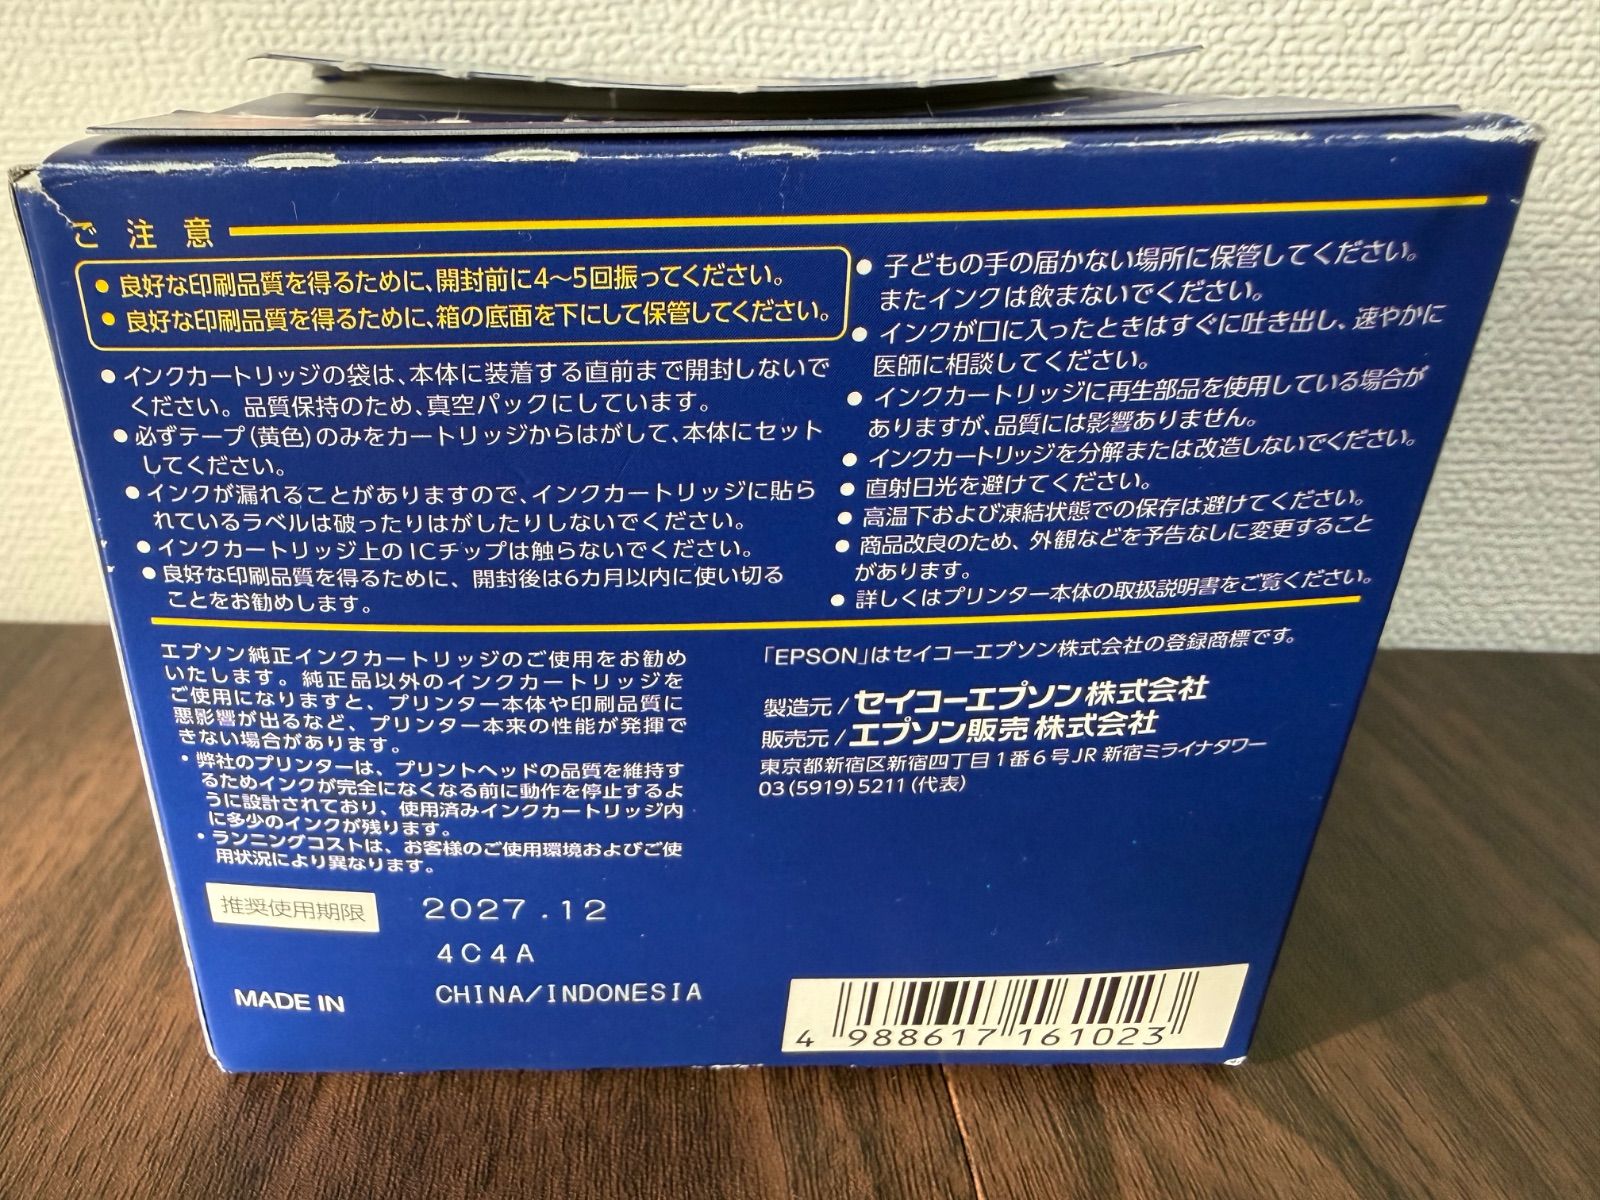 ご注意
● 良好な印刷品質を得るために、開封前に4〜5回振ってください。
● 良好な印刷品質を得るために、箱の底面を下にして保管してください。
● インクカートリッジの袋は、本体に装着する直前まで開封しないで
ください。品質保持のため、真空パックにしています。
● 必ずテープ(黄色)のみをカートリッジからはがして、本体にセット
してください。
● インクが漏れることがありますので、インクカートリッジに貼ら
れているラベルは破ったりはがしたりしないでください。
● インクカートリッジ上のICチップは触らないでください。
● 良好な印刷品質を得るために、開封後は6カ月以内に使い切る
ことをお勧めします。
● 子どもの手の届かない場所に保管してください。
またインクは飲まないでください。
● インクが口に入ったときはすぐに吐き出し、速やかに
医師に相談してください。
● インクカートリッジに再生部品を使用している場合が
ありますが、品質には影響ありません。
● インクカートリッジを分解または改造しないでください。
● 直射日光を避けてください。
● 高温下および凍結状態での保存は避けてください。
● 商品改良のため、外観などを予告なしに変更すること
があります。
● 詳しくはプリンター本体の取扱説明書をご覧ください。
エプソン純正インクカートリッジのご使用をお勧め
いたします。純正品以外のインクカートリッジを
ご使用になりますと、プリンター本体や印刷品質に
悪影響が出るなど、プリンター本来の性能が発揮で
きない場合があります。
・弊社のプリンターは、プリントヘッドの品質を維持す
るためインクが完全になくなる前に動作を停止するよ
うに設計されており、使用済みインクカートリッジ内
に多少のインクが残ります。
・ランニングコストは、お客様のご使用環境およびご使
用状況により異なります。
「EPSON」はセイコーエプソン株式会社の登録商標です。
製造元/セイコーエプソン株式会社
販売元/エプソン販売 株式会社
東京都新宿区新宿四丁目1番6号JR新宿ミライナタワー
03(5919)5211(代表)
推奨使用期限 2027.12
4C4A
MADE IN CHINA/INDONESIA
4 988617 161023